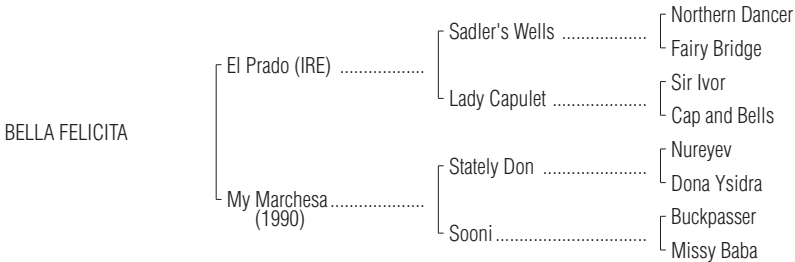 Northern Dancer
Sadler's Wells ..................
Fairy Bridge
El Prado (IRE) ..................
Sir Ivor
Lady Capulet ....................
Cap and Bells
BELLA FELICITA
Nureyev
Stately Don .....................
Dona Ysidra
My Marchesa ....................
(1990)
Buckpasser
Sooni ................................
Missy Baba